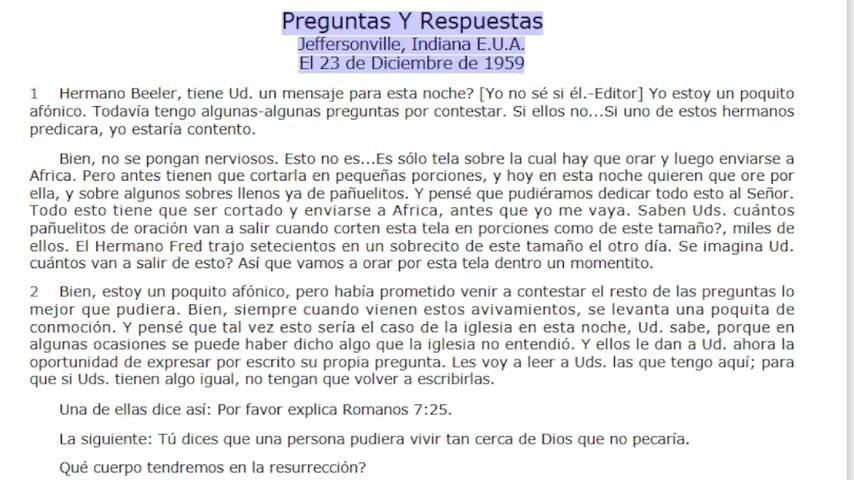 Preguntas Y Respuestas
Jeffersonville, Indiana E.U.A.
El 23 de Diciembre de 1959
1 Hermano Beeler, tiene Ud. un mensaje para esta noche? [Yo no sé si él.-Editor] Yo estoy un poquito
afónico. Todavía tengo algunas-algunas preguntas por contestar. Si ellos no...Si uno de estos hermanos
predicara, yo estaría contento.
Bien, no se pongan nerviosos. Esto no es...Es sólo tela sobre la cual hay que orar y luego enviarse a
Africa. Pero antes tienen que cortarla en pequeñas porciones, y hoy en esta noche quieren que ore por
ella, y sobre algunos sobres llenos ya de pañuelitos. Y pensé que pudiéramos dedicar todo esto al Señor.
Todo esto tiene que ser cortado y enviarse a Africa, antes que yo me vaya. Saben Uds. cuántos
pañuelitos de oración van a salir cuando corten esta tela en porciones como de este tamaño?, miles de
ellos. El Hermano Fred trajo setecientos en un sobrecito de este tamaño el otro día. Se imagina Ud.
cuántos van a salir de esto? Así que vamos a orar por esta tela dentro un momentito.
2 Bien, estoy un poquito afónico, pero había prometido venir a contestar el resto de las preguntas lo
mejor que pudiera. Bien, siempre cuando vienen estos avivamientos, se levanta una poquita de
conmoción. Y pensé que tal vez esto sería el caso de la iglesia en esta noche, Ud. sabe, porque en
algunas ocasiones se puede haber dicho algo que la iglesia no entendió. Y ellos le dan a Ud. ahora la
oportunidad de expresar por escrito su propia pregunta. Les voy a leer a Uds. las que tengo aquí; para
que si Uds. tienen algo igual, no tengan que volver a escribirlas.
Una de ellas dice así: Por favor explica Romanos 7:25.
La siguiente: Tú dices que una persona pudiera vivir tan cerca de Dios que no pecaría.
Qué cuerpo tendremos en la resurrección?